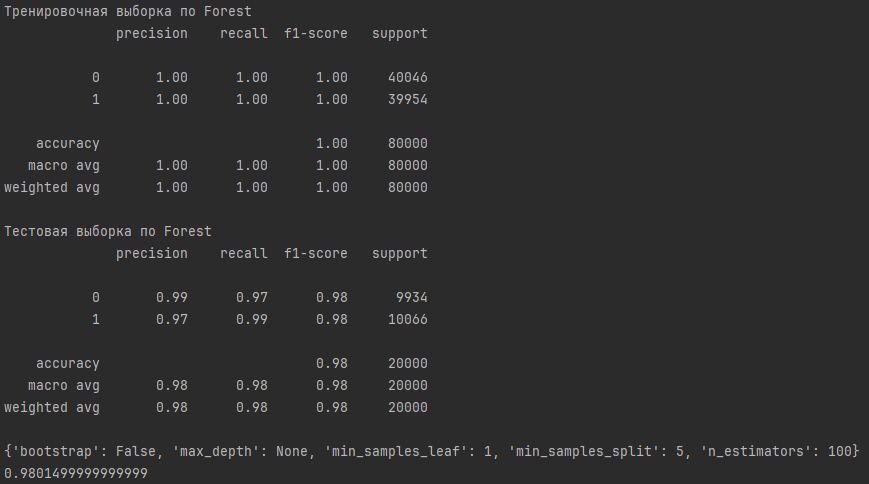 Тренировочная выборка по Forest
precision recall f1-score support
0 1.00 1.00 1.00 40046
1 1.00 1.00 1.00 39954
accuracy 1.00 80000
macro avg 1.00 1.00 1.00 80000
weighted avg 1.00 1.00 1.00 80000
Тестовая выборка по Forest
precision recall f1-score support
0 0.99 0.97 0.98 9934
1 0.97 0.99 0.98 10066
accuracy 0.98 20000
macro avg 0.98 0.98 0.98 20000
weighted avg 0.98 0.98 0.98 20000
{'bootstrap': False, 'max_depth': None, 'min_samples_leaf': 1, 'min_samples_split': 5, 'n_estimators': 100}
0.9801499999999999